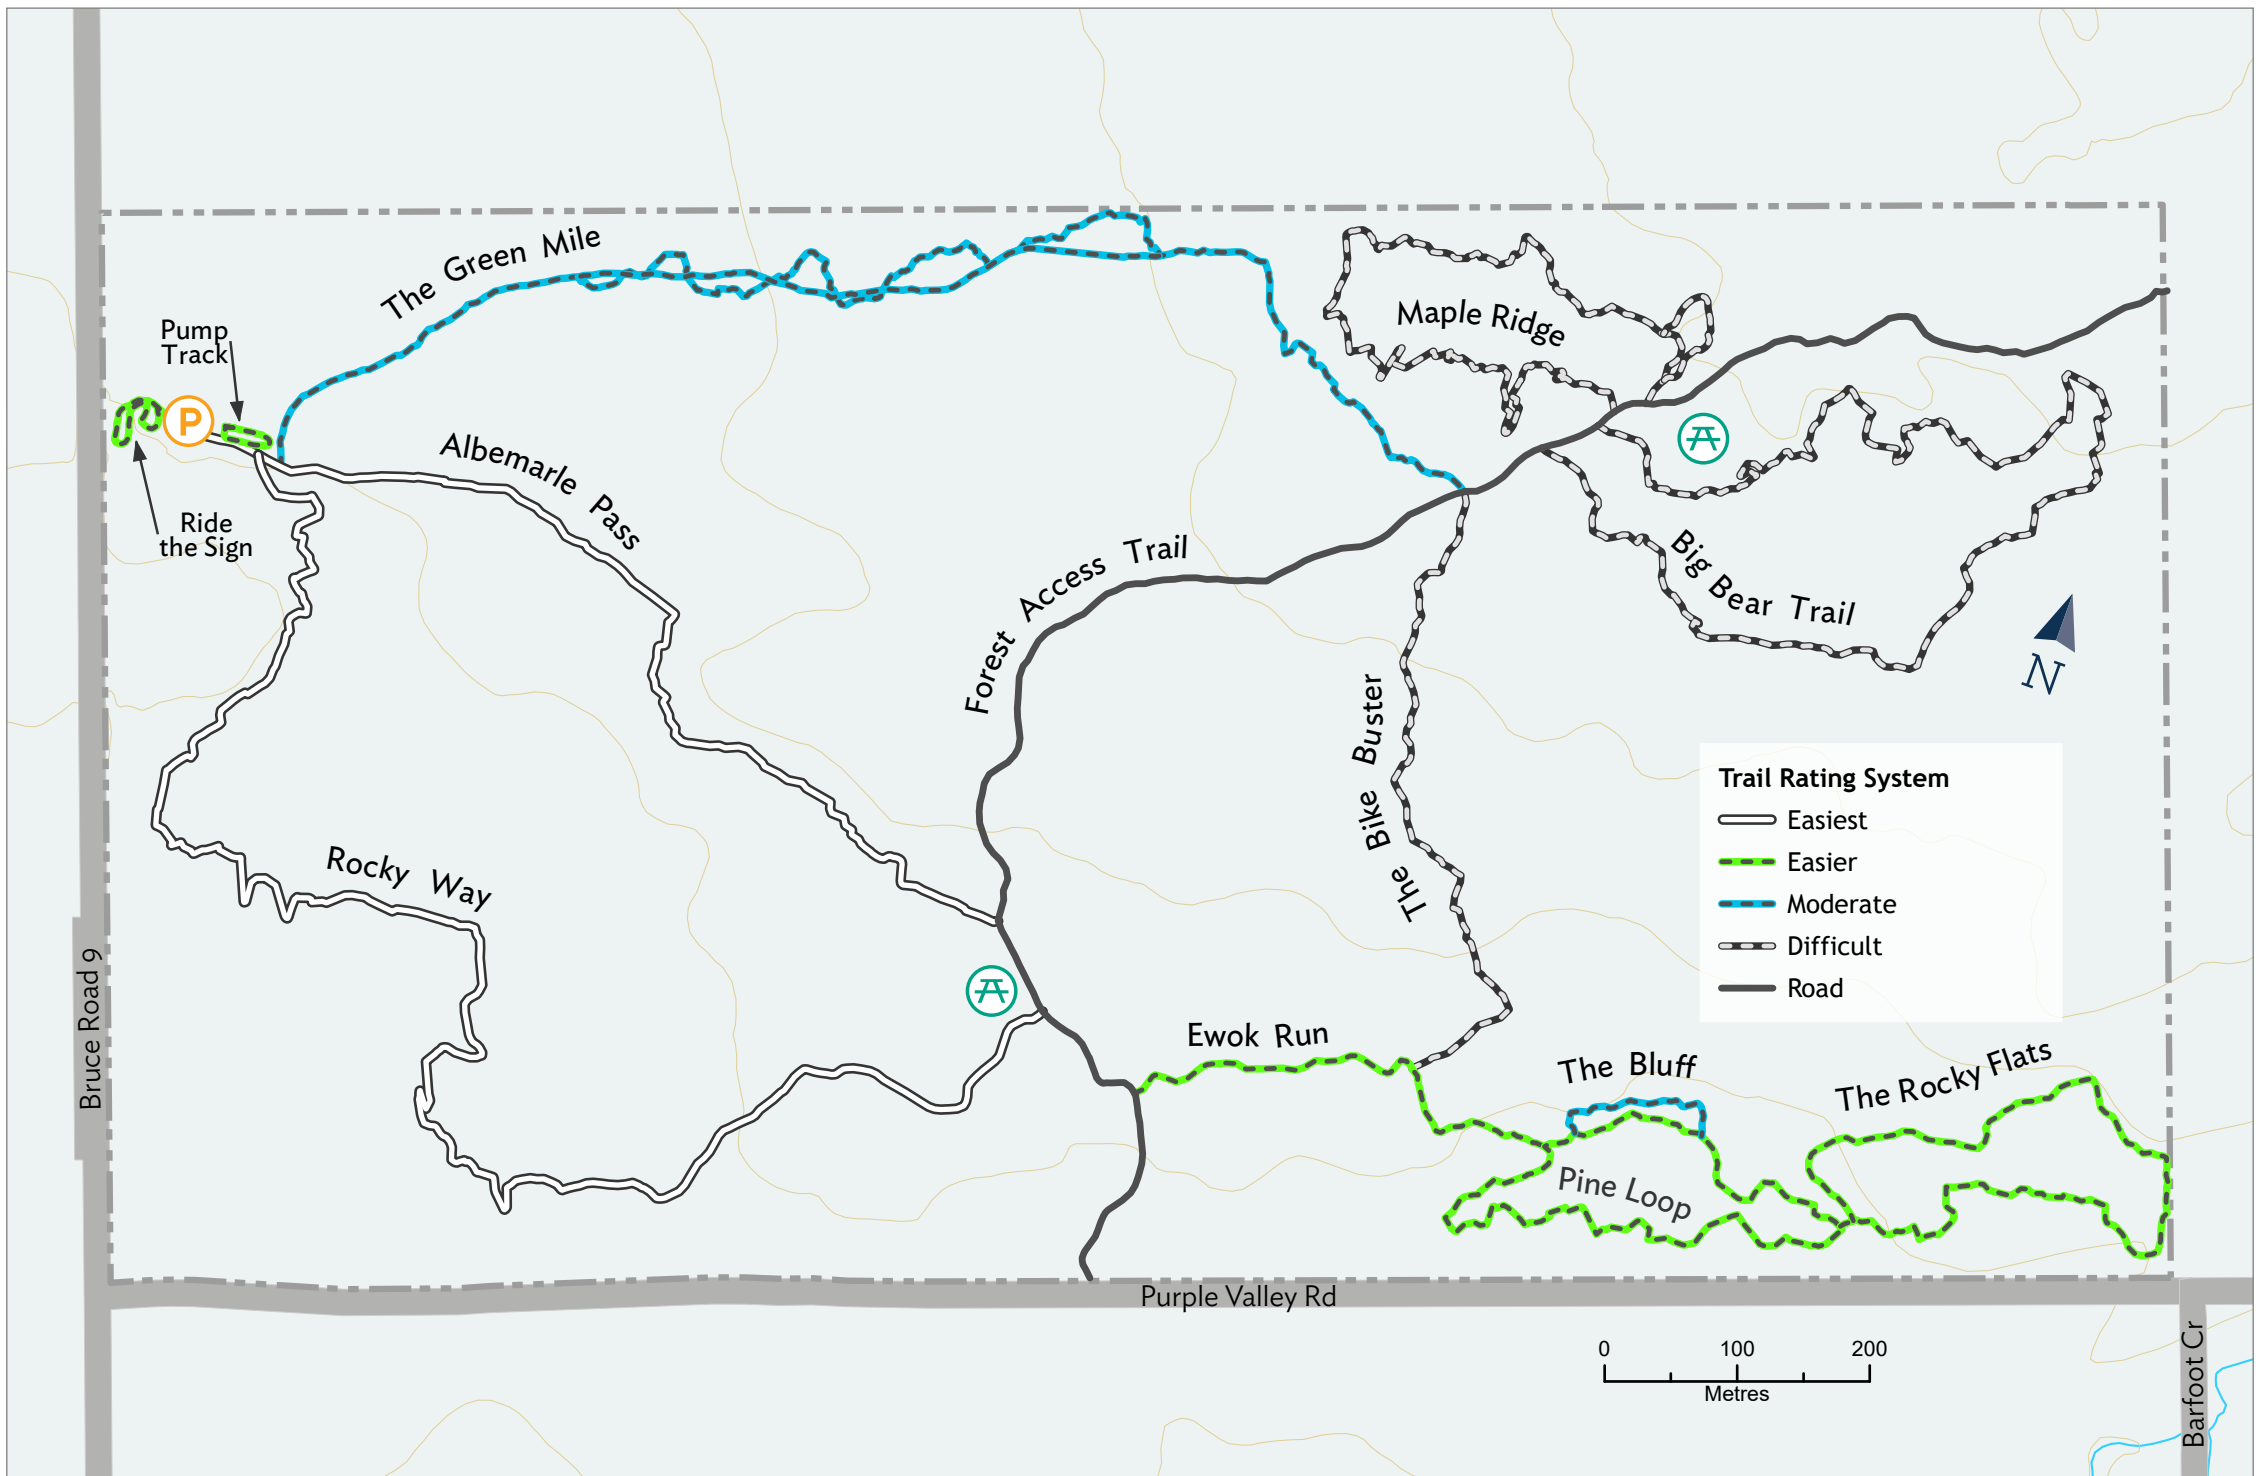 The Green Mile
Pump
Track
P
Maple Ridge
Albemarle Pass
Ride
the Sign
Forest Access Trail
Big Bear Trail
N
The Bike Buster
Trail Rating System
Easiest
Easier
Moderate
Difficult
Road
Rocky Way
Bruce Road 9
Ewok Run
The Bluff
The Rocky Flats
Pine Loop
Purple Valley Rd
0 100 200
Metres
Barfoot Cr